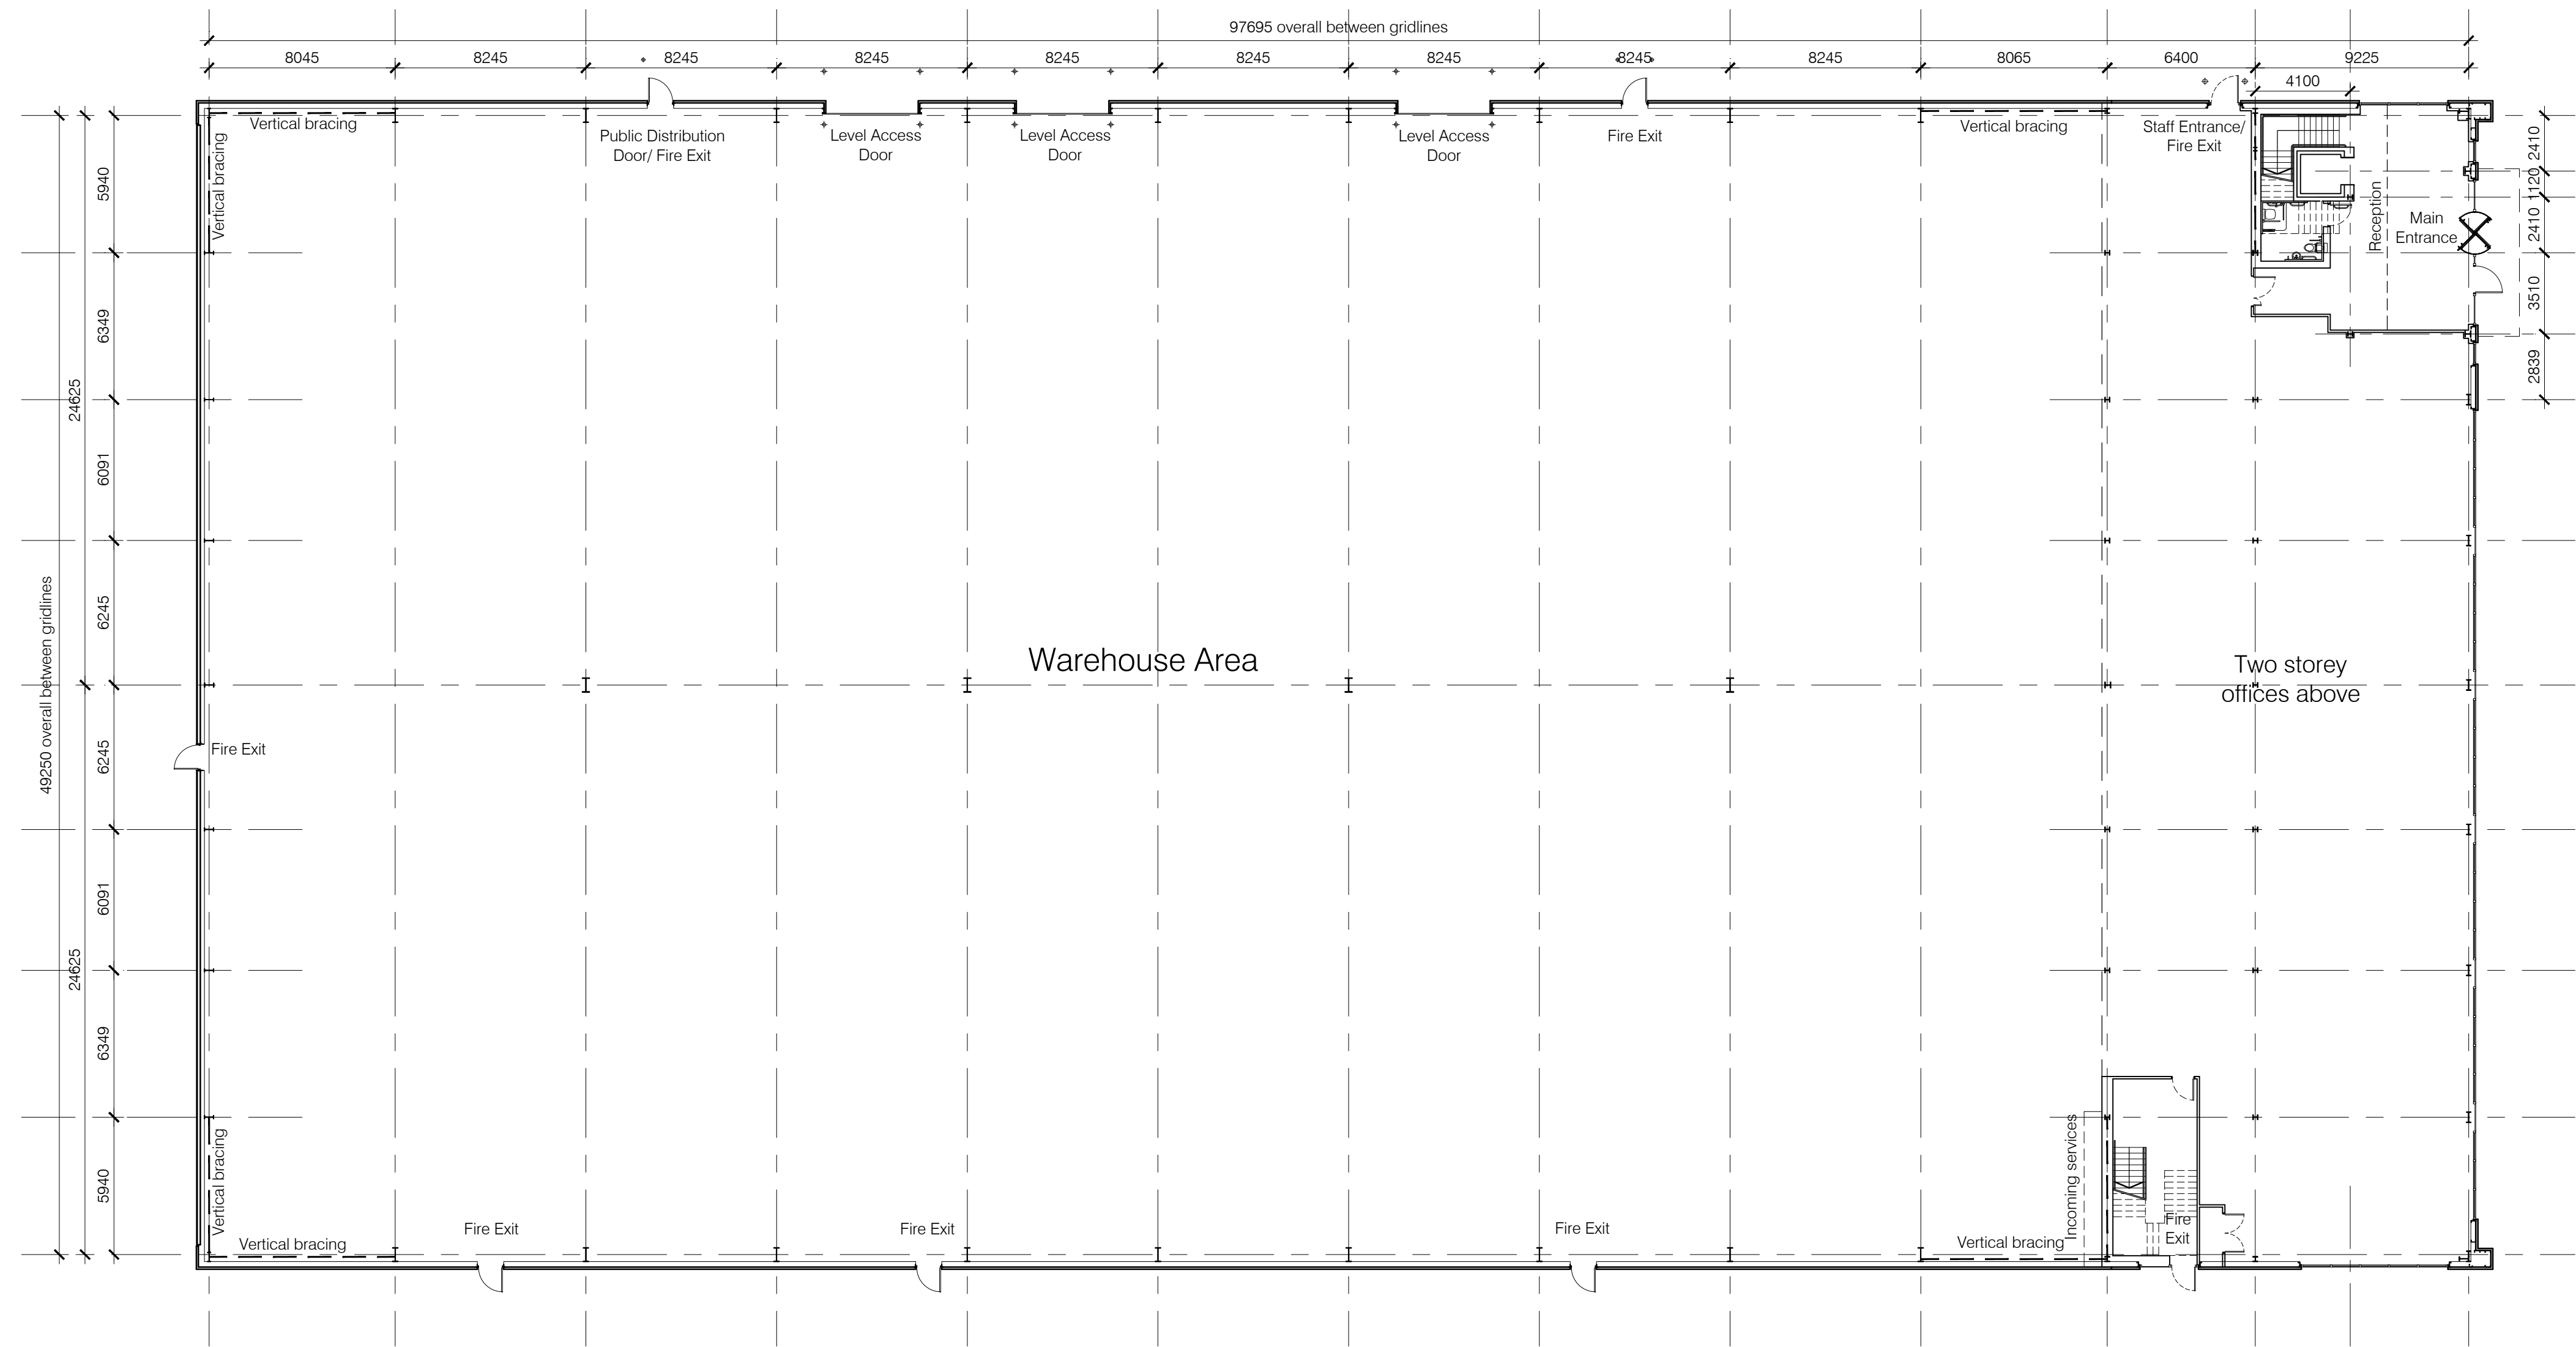 97695 overall between gridlines
8045
8245
8245
8245
8245
8245
8245
8245
8245
8065
6400
9225
4100
Vertical bracing
Vertical bracing
Public Distribution
Door/ Fire Exit
Level Access
Door
Level Access
Door
Level Access
Door
Fire Exit
Vertical bracing
Staff Entrance/
Fire Exit
Reception
Main
Entrance
2410
1120
2410
3510
2839
5940
6349
6091
6245
6245
6091
6349
5940
24625
24625
49250 overall between gridlines
Warehouse Area
Two storey
offices above
Fire Exit
Vertical bracing
Vertical bracing
Fire Exit
Fire Exit
Fire Exit
Vertical bracing
Incoming services
Fire
Exit